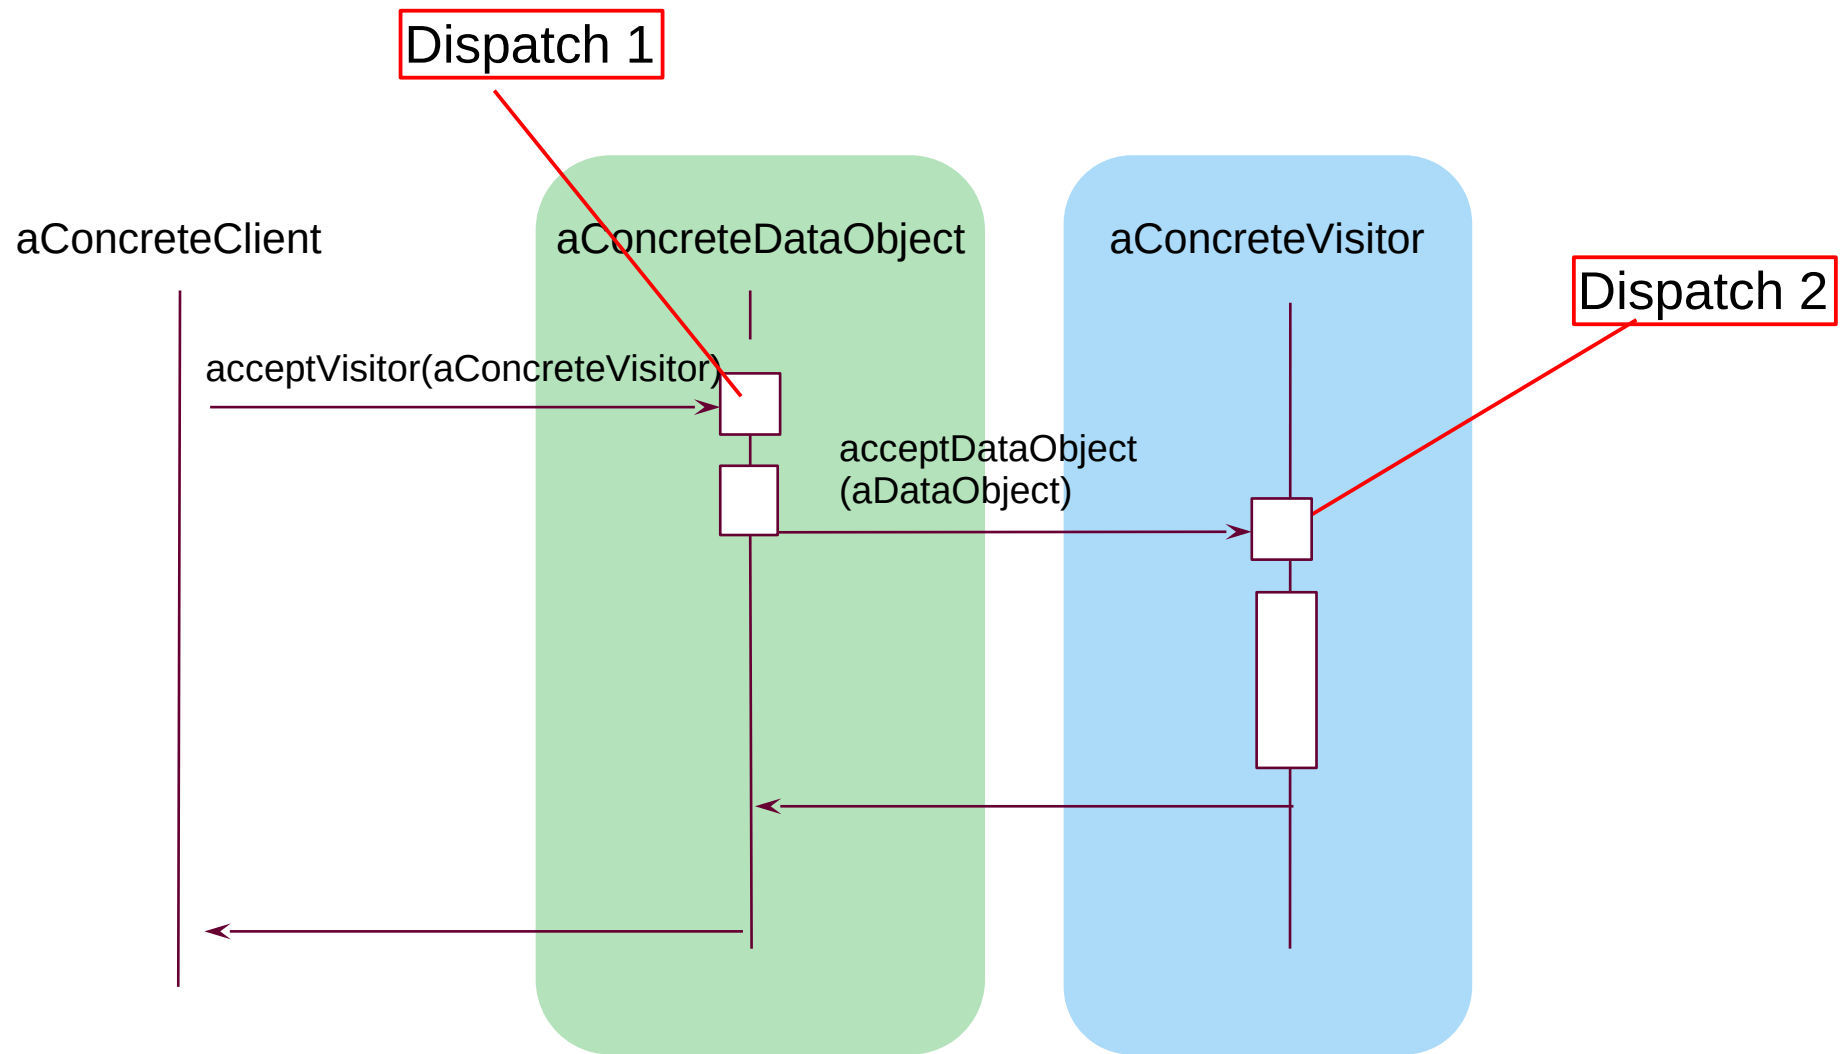 Dispatch 1
aConcreteClient
aConcreteDataObject
aConcreteVisitor
Dispatch 2
acceptVisitor(aConcreteVisitor)
acceptDataObject
(aDataObject)